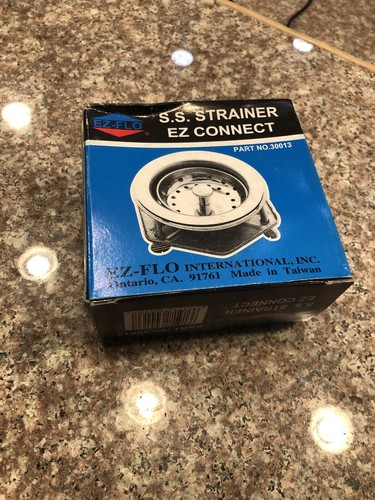 EZ-FLO
S.S. STRAINER
EZ CONNECT
PART NO.30013
EZ-FLO INTERNATIONAL, INC.
Ontario, CA. 91761 Made in Taiwan
S.S. STRAINER
EZ CONNECT